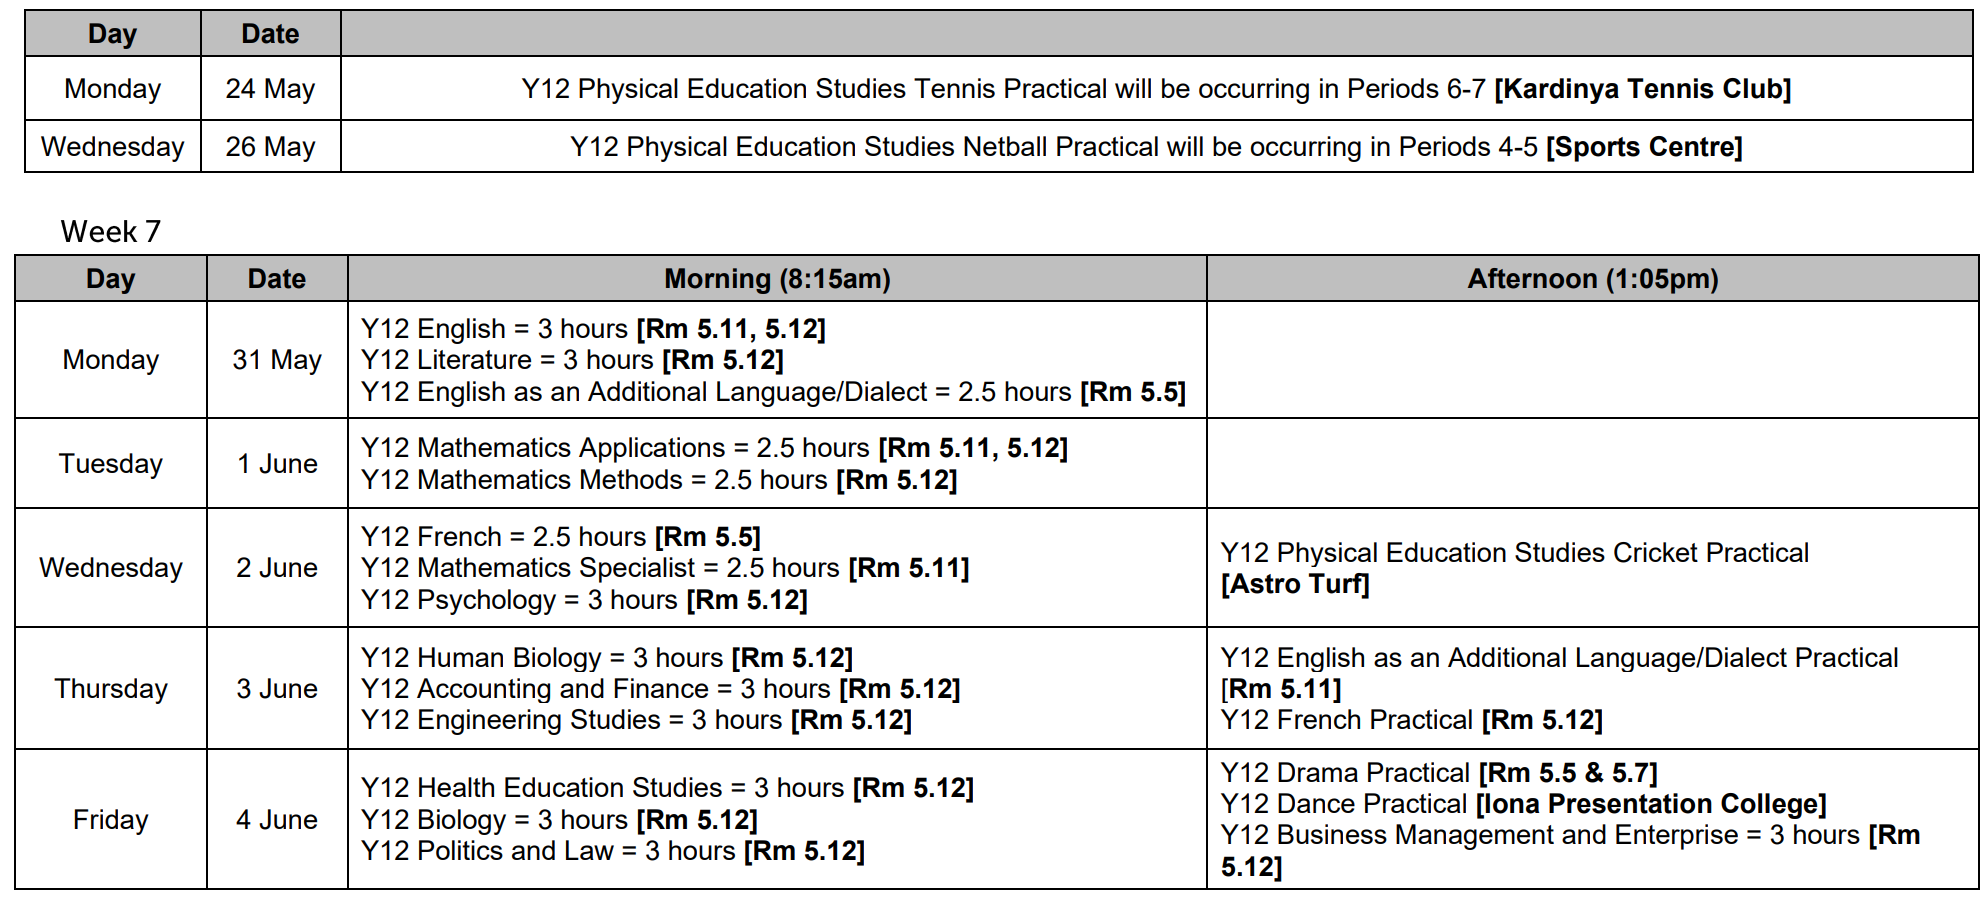 Day Date
Monday 24 May Y12 Physical Education Studies Tennis Practical will be occurring in Periods 6-7 [Kardinya Tennis Club]
Wednesday 26 May Y12 Physical Education Studies Netball Practical will be occurring in Periods 4-5 [Sports Centre]
Week 7
Day Date Morning (8:15am) Afternoon (1:05pm)
Monday 31 May
Y12 English = 3 hours [Rm 5.11, 5.12]
Y12 Literature = 3 hours [Rm 5.12]
Y12 English as an Additional Language/Dialect = 2.5 hours [Rm 5.5]
Tuesday 1 June
Y12 Mathematics Applications = 2.5 hours [Rm 5.11, 5.12]
Y12 Mathematics Methods = 2.5 hours [Rm 5.12]
Wednesday 2 June
Y12 French = 2.5 hours [Rm 5.5]
Y12 Mathematics Specialist = 2.5 hours [Rm 5.11]
Y12 Psychology = 3 hours [Rm 5.12]
Y12 Physical Education Studies Cricket Practical
[Astro Turf]
Thursday 3 June
Y12 Human Biology = 3 hours [Rm 5.12]
Y12 Accounting and Finance = 3 hours [Rm 5.12]
Y12 Engineering Studies = 3 hours [Rm 5.12]
Y12 English as an Additional Language/Dialect Practical
[Rm 5.11]
Y12 French Practical [Rm 5.12]
Friday 4 June
Y12 Health Education Studies = 3 hours [Rm 5.12]
Y12 Biology = 3 hours [Rm 5.12]
Y12 Politics and Law = 3 hours [Rm 5.12]
Y12 Drama Practical [Rm 5.5 & 5.7]
Y12 Dance Practical [Iona Presentation College]
Y12 Business Management and Enterprise = 3 hours [Rm
5.12]